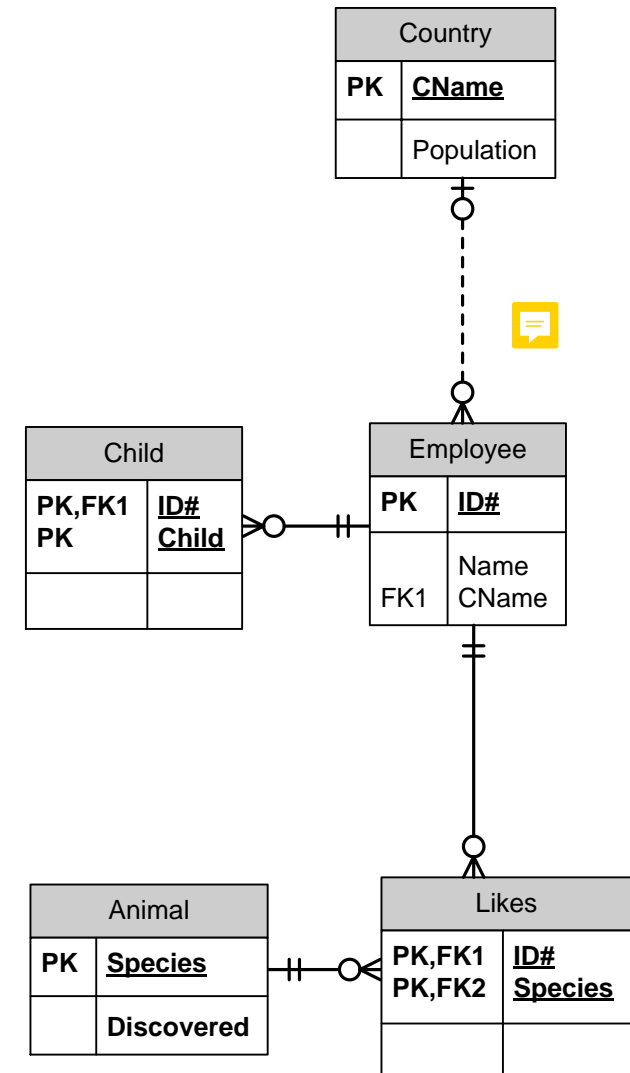 Country
PK CName
Population
Child
PK,FK1 ID#
PK Child
Employee
PK ID#
Name
FK1 CName
Animal
PK Species
Discovered
Likes
PK,FK1 ID#
PK,FK2 Species